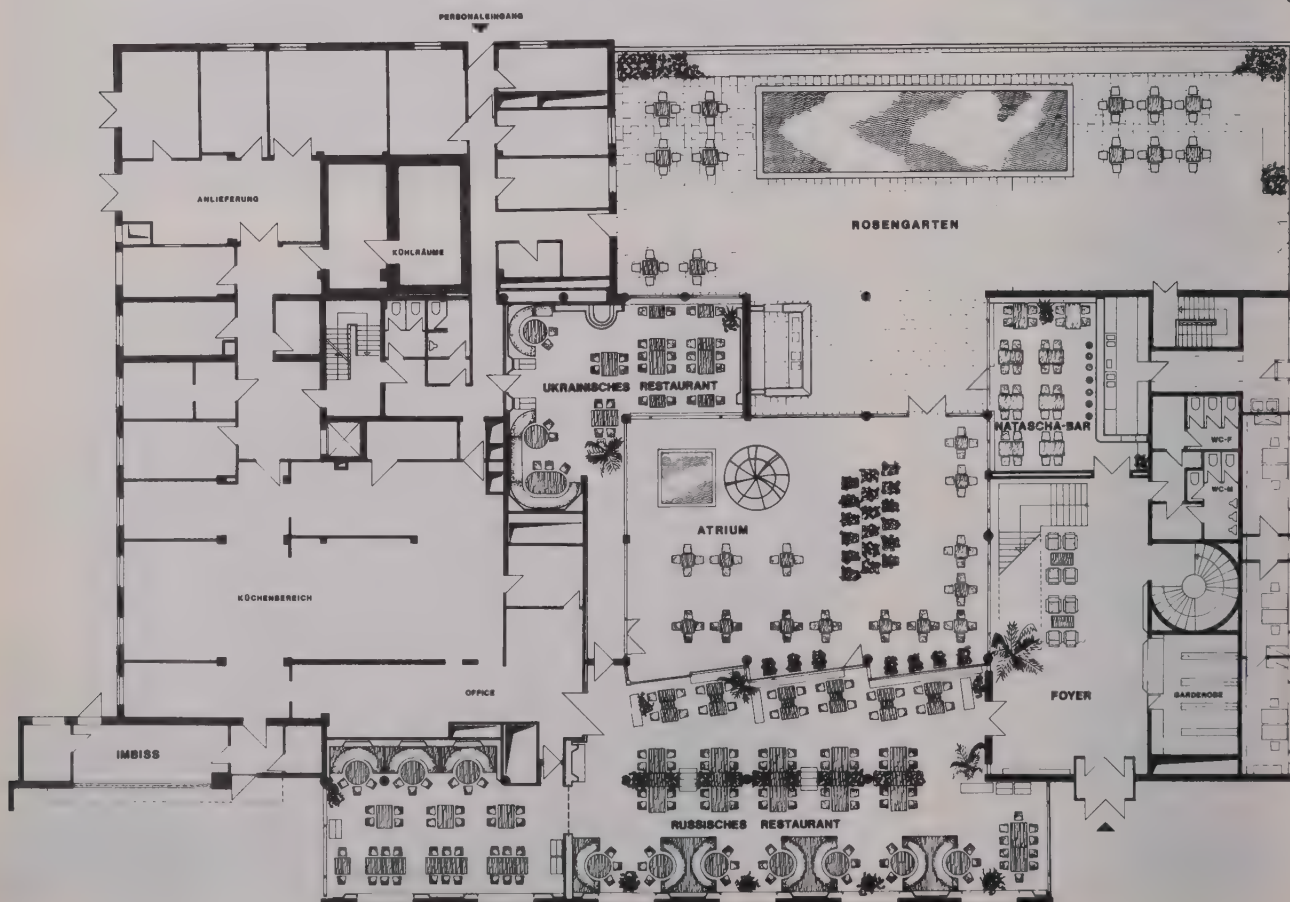 PERSONALEINGANG
ANLIEFERUNG
KÜHLRÄUME
ROSENGARTEN
UKRAINISCHES RESTAURANT
NATASCHA-BAR
WC-F
WC-M
ATRIUM
KÜCHENBEREICH
OFFICE
FOYER
GARDEROBE
IMBISS
RUSSISCHES RESTAURANT